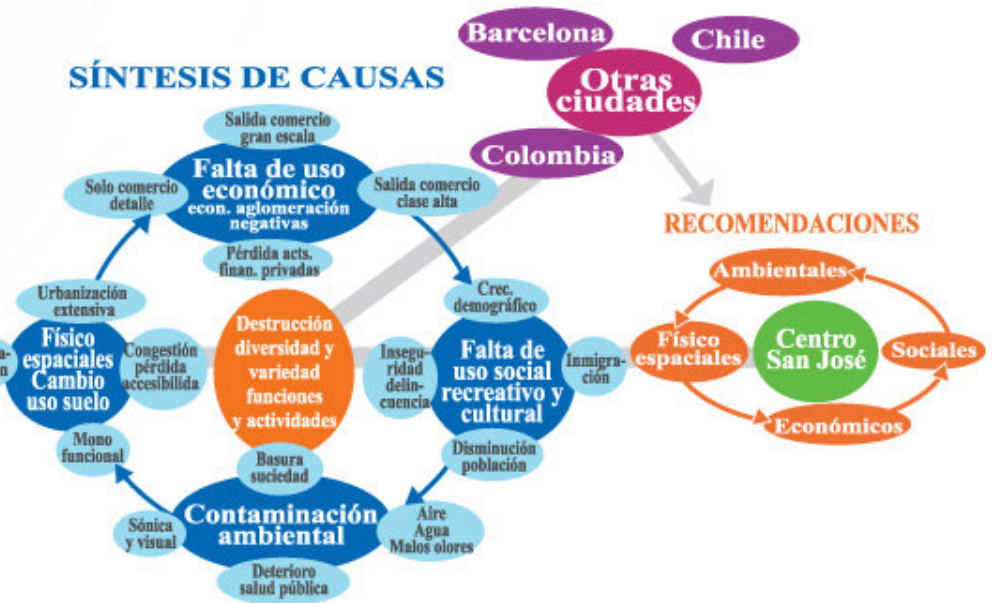 SÍNTESIS DE CAUSAS
Barcelona
Chile
Otras
ciudades
Colombia
Salida comercio
gran escala
Falta de uso
económico
econ. aglomeración
negativas
Solo comercio
detalle
Salida comercio
clase alta
Pérdida acts.
finan. privadas
Urbanización
extensiva
Físico
espaciales
Cambio
uso suelo
Congestión
pérdida
accesibilida
Mono
funcional
Destrucción
diversidad y
variedad
funciones
y actividades
Crec.
demográfico
Insegu-
ridad
delin-
cuencia
Falta de
uso social
recreativo y
cultural
Inmigra-
ción
Disminución
población
Basura
suciedad
Contaminación
ambiental
Sónica
y visual
Aire
Agua
Malos olores
Deterioro
salud pública
RECOMENDACIONES
Ambientales
Físico
espaciales
Centro
San José
Sociales
Económicos